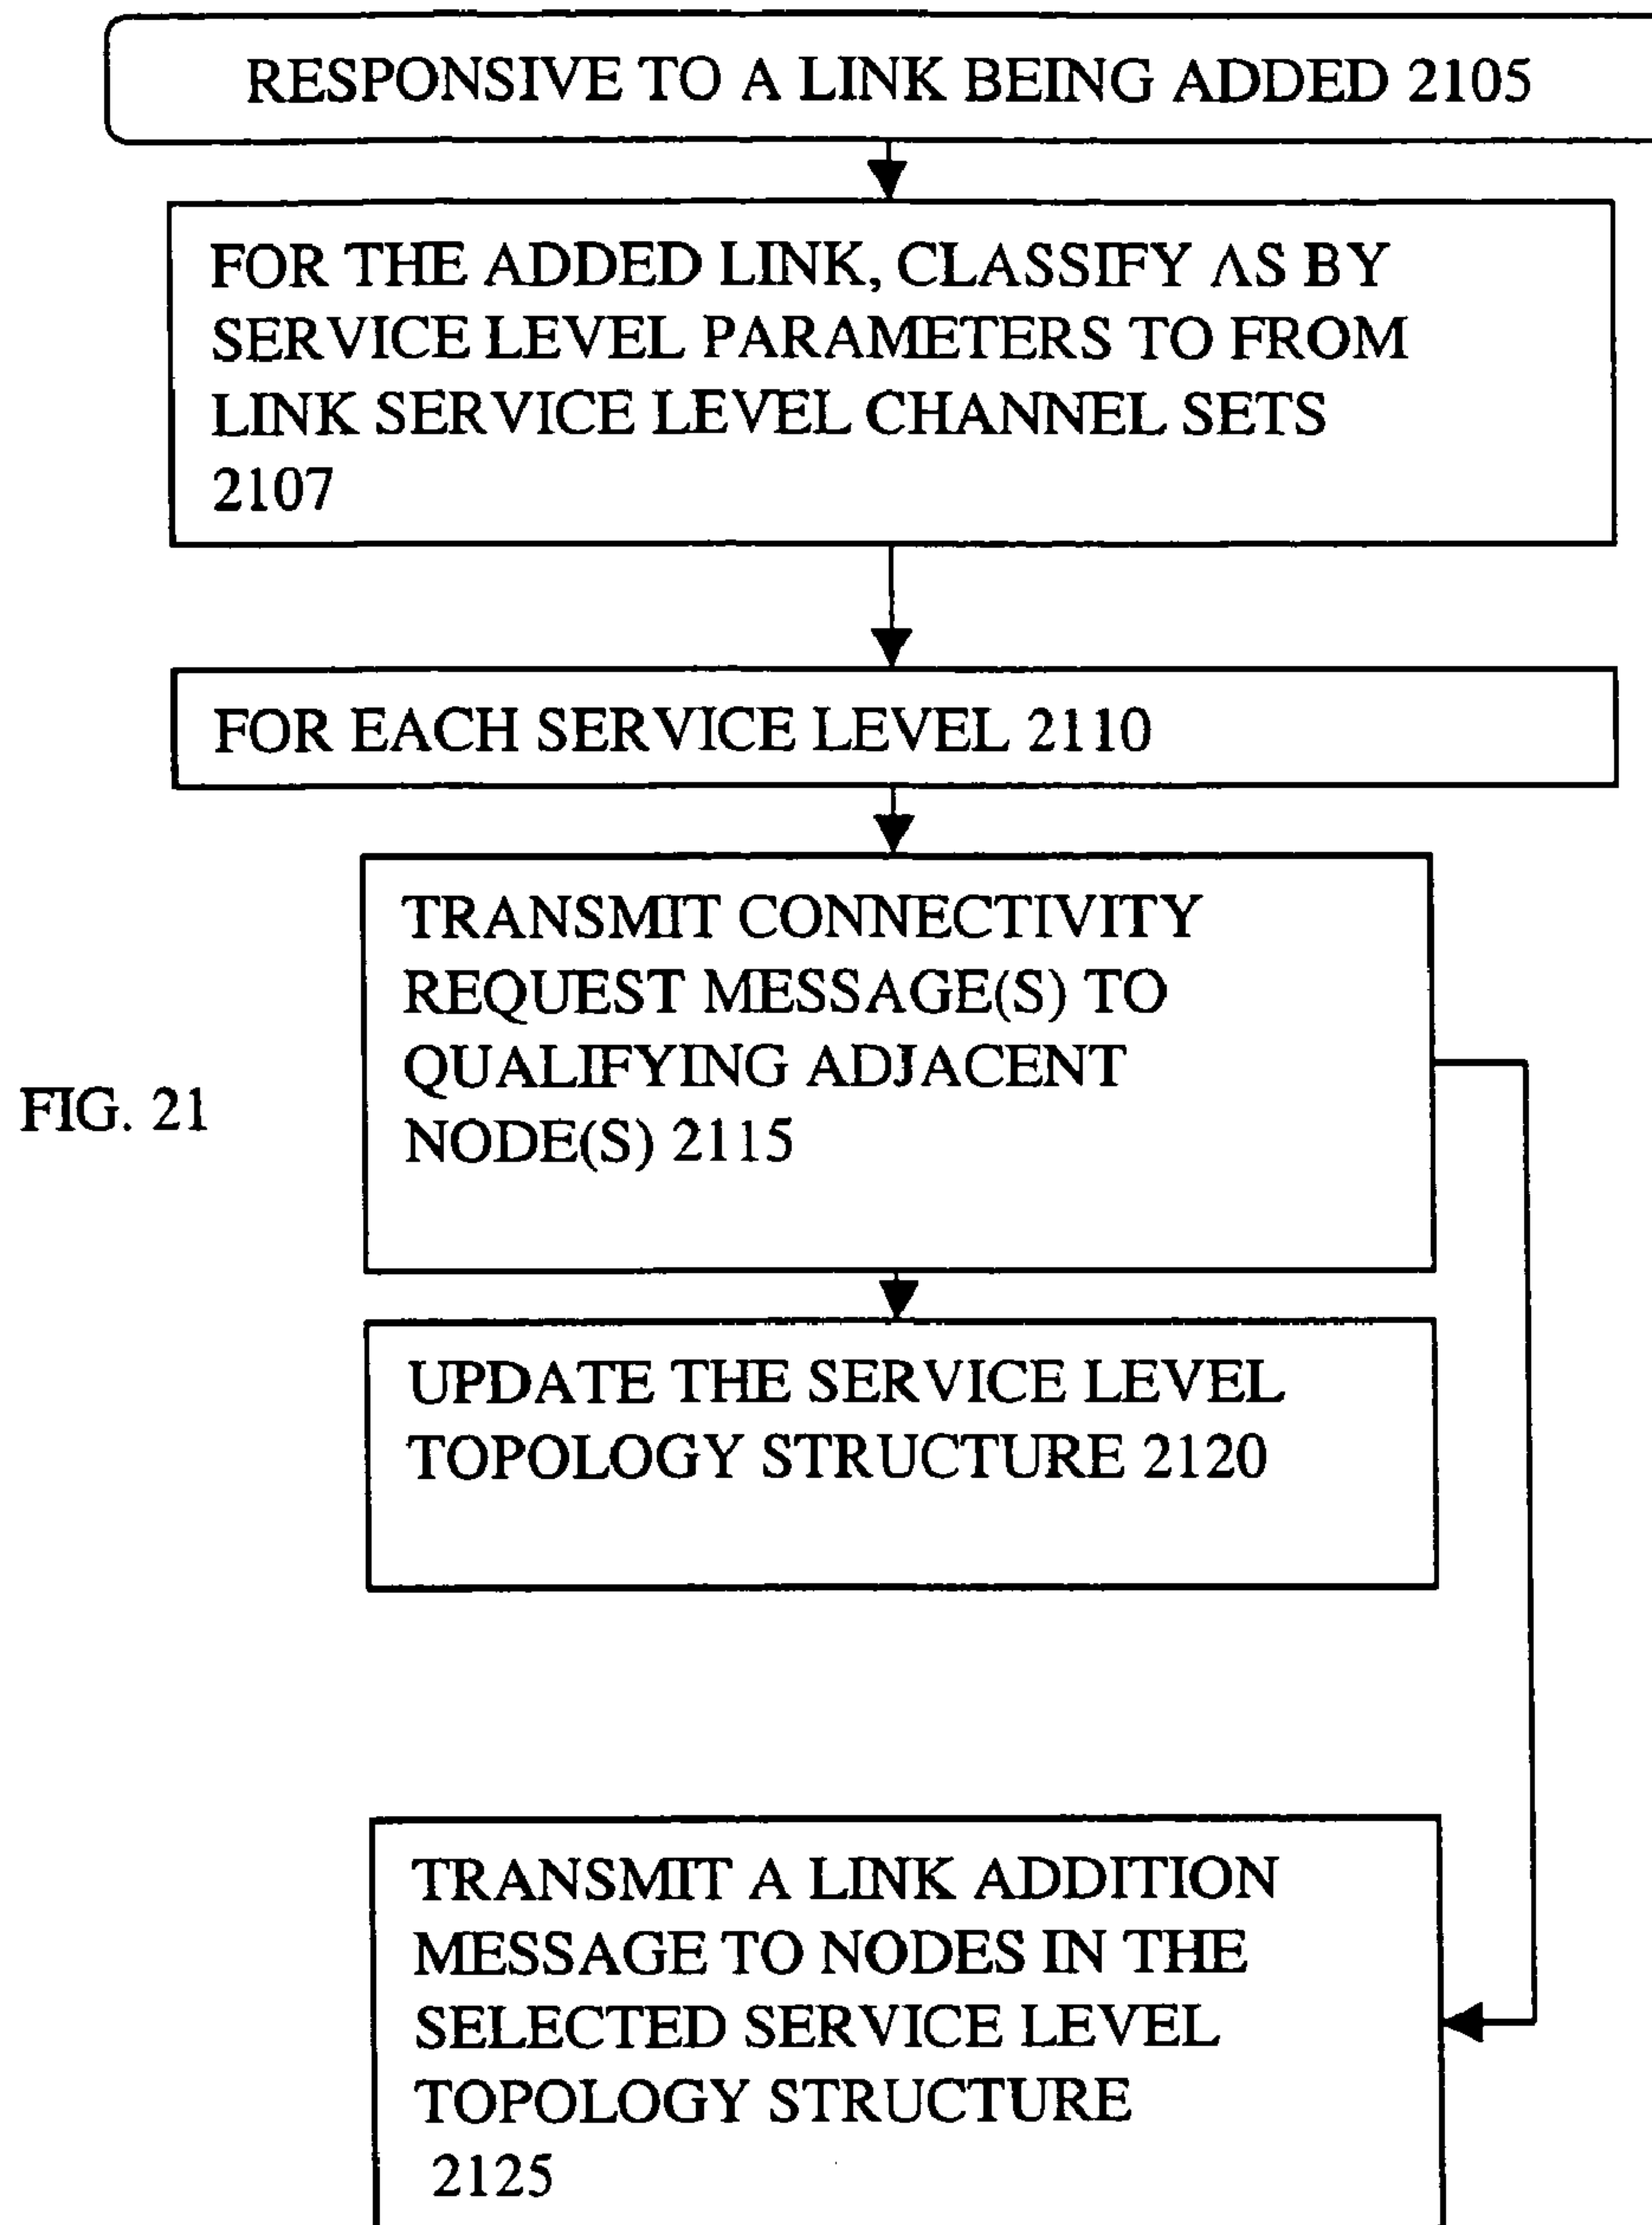 RESPONSIVE TO A LINK BEING ADDED 2105
FOR THE ADDED LINK, CLASSIFY ΛS BY
SERVICE LEVEL PARAMETERS TO FROM
LINK SERVICE LEVEL CHANNEL SETS
2107
FOR EACH SERVICE LEVEL 2110
TRANSMIT CONNECTIVITY
REQUEST MESSAGE(S) TO
QUALIFYING ADJACENT
NODE(S) 2115
FIG. 21
UPDATE THE SERVICE LEVEL
TOPOLOGY STRUCTURE 2120
TRANSMIT A LINK ADDITION
MESSAGE TO NODES IN THE
SELECTED SERVICE LEVEL
TOPOLOGY STRUCTURE
2125